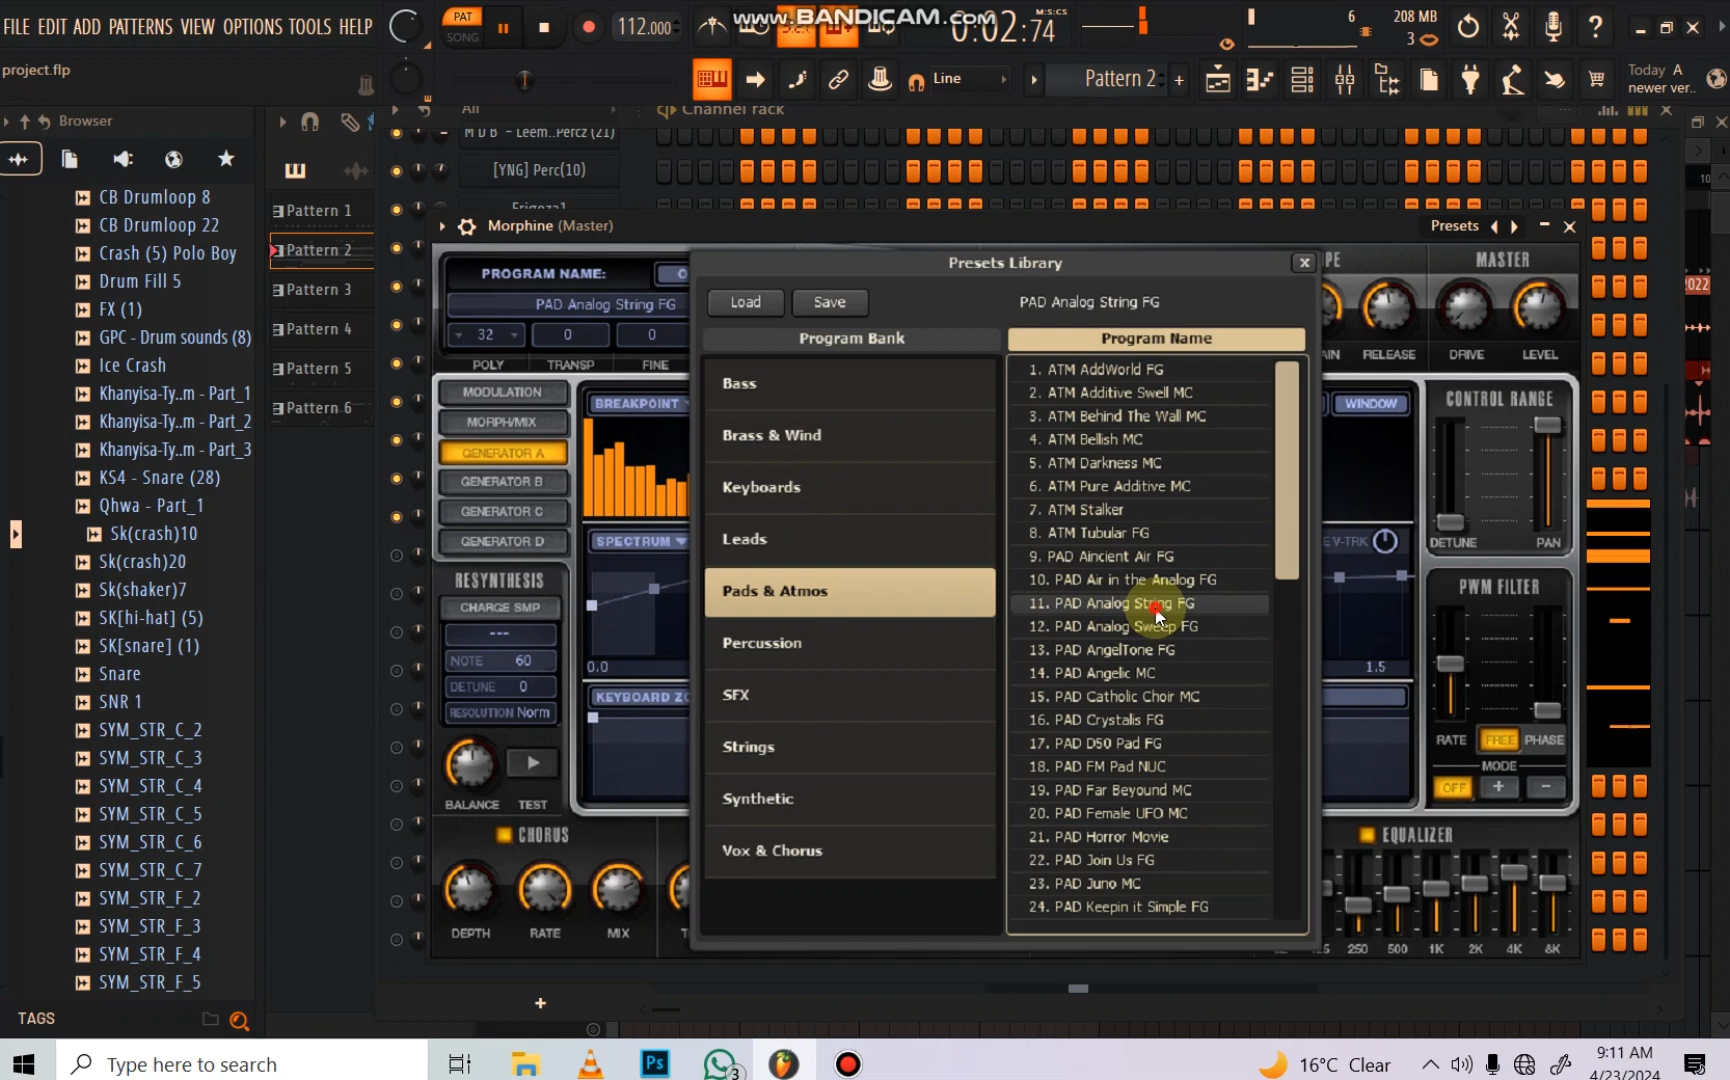 FILE EDIT ADD PATTERNS VIEW OPTIONS TOOLS HELP
PAT
SONG
112.000
www.BANDICAM.com
0:02:74
M:S:CS
6
208 MB
3
project.flp
Line
Pattern 2
Today A
newer ver..
Browser
All
Channel rack
M D B - Leem..Percz (21)
[YNG] Perc(10)
CB Drumloop 8
CB Drumloop 22
Crash (5) Polo Boy
Drum Fill 5
FX (1)
GPC - Drum sounds (8)
Ice Crash
Khanyisa-Ty..m - Part_1
Khanyisa-Ty..m - Part_2
Khanyisa-Ty..m - Part_3
KS4 - Snare (28)
Qhwa - Part_1
Sk(crash)10
Sk(crash)20
Sk(shaker)7
SK[hi-hat] (5)
SK[snare] (1)
Snare
SNR 1
SYM_STR_C_2
SYM_STR_C_3
SYM_STR_C_4
SYM_STR_C_5
SYM_STR_C_6
SYM_STR_C_7
SYM_STR_F_2
SYM_STR_F_3
SYM_STR_F_4
SYM_STR_F_5
TAGS
Pattern 1
Pattern 2
Pattern 3
Pattern 4
Pattern 5
Pattern 6
Morphine (Master)
Presets
PROGRAM NAME:
PAD Analog String FG
32 0 0
POLY TRANSP FINE
MODULATION
MORPH/MIX
GENERATOR A
GENERATOR B
GENERATOR C
GENERATOR D
RESYNTHESIS
CHARGE SMP
---
NOTE 60
DETUNE 0
RESOLUTION Norm
BALANCE TEST
BREAKPOINT
SPECTRUM
0.0
CHORUS
DEPTH RATE MIX
Presets Library
Load Save PAD Analog String FG
Program Bank
Program Name
Bass
Brass & Wind
Keyboards
Leads
Pads & Atmos
Percussion
SFX
Strings
Synthetic
Vox & Chorus
1. ATM AddWorld FG
2. ATM Additive Swell MC
3. ATM Behind The Wall MC
4. ATM Bellish MC
5. ATM Darkness MC
6. ATM Pure Additive MC
7. ATM Stalker
8. ATM Tubular FG
9. PAD Aincient Air FG
10. PAD Air in the Analog FG
11. PAD Analog String FG
12. PAD Analog Sweep FG
13. PAD AngelTone FG
14. PAD Angelic MC
15. PAD Catholic Choir MC
16. PAD Crystalis FG
17. PAD D50 Pad FG
18. PAD FM Pad NUC
19. PAD Far Beyound MC
20. PAD Female UFO MC
21. PAD Horror Movie
22. PAD Join Us FG
23. PAD Juno MC
24. PAD Keepin it Simple FG
MASTER
RELEASE DRIVE LEVEL
WINDOW
CONTROL RANGE
DETUNE PAN
1.5
PWM FILTER
RATE FREE PHASE
MODE
OFF + -
EQUALIZER
250 500 1K 2K 4K 8K
Type here to search
Ps
3
16°C Clear
9:11 AM
4/23/2024